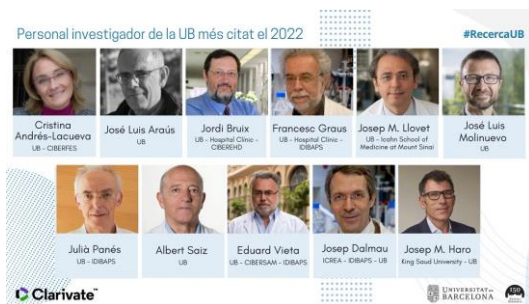 Personal investigador de la UB més citat el 2022
#RecercaUB
Cristina
Andrés-Lacueva
UB - CIBERFES
José Luis Araús
UB
Jordi Bruix
UB - Hospital Clínic -
CIBEREHD
Francesc Graus
UB - Hospital Clínic -
IDIBAPS
Josep M. Llovet
UB - Icahn School of
Medicine at Mount Sinai
José Luis
Molinuevo
UB
Julià Panés
UB - IDIBAPS
Albert Saiz
UB
Eduard Vieta
UB - CIBERSAM - IDIBAPS
Josep Dalmau
ICREA - IDIBAPS - UB
Josep M. Haro
King Saud University - UB
Clarivate™
UNIVERSITAT DE
BARCELONA